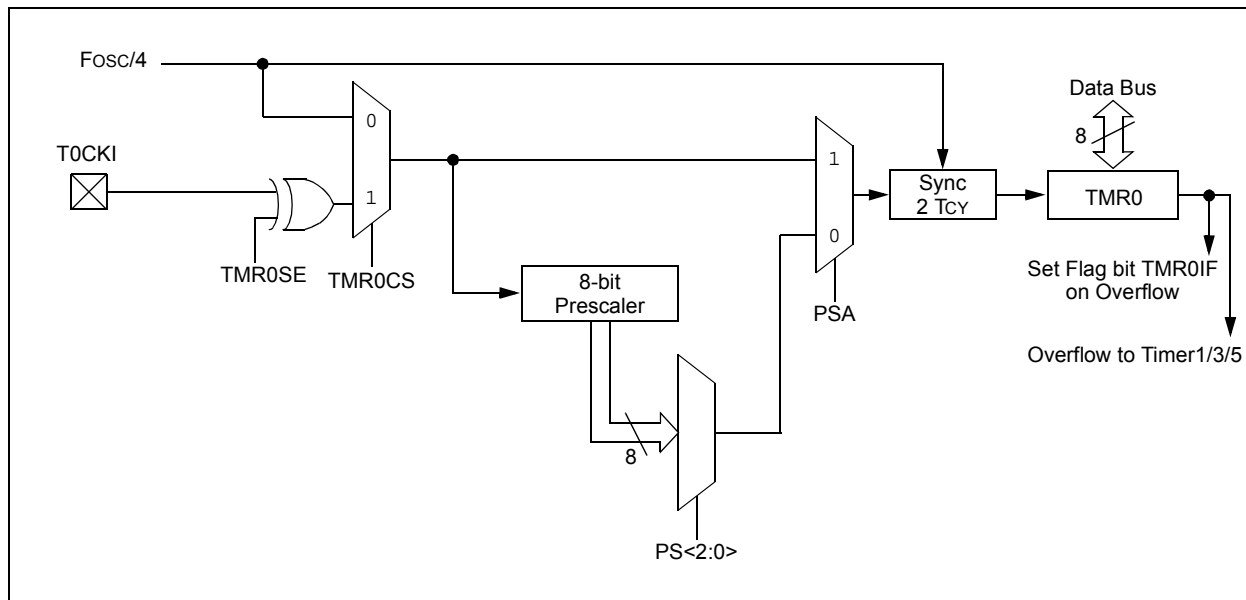 FOSC/4
Data Bus
8
T0CKI
0
1
1
0
Sync
2 TCY
TMR0
TMR0SE
TMR0CS
8-bit
Prescaler
PSA
Set Flag bit TMR0IF
on Overflow
Overflow to Timer1/3/5
8
PS<2:0>